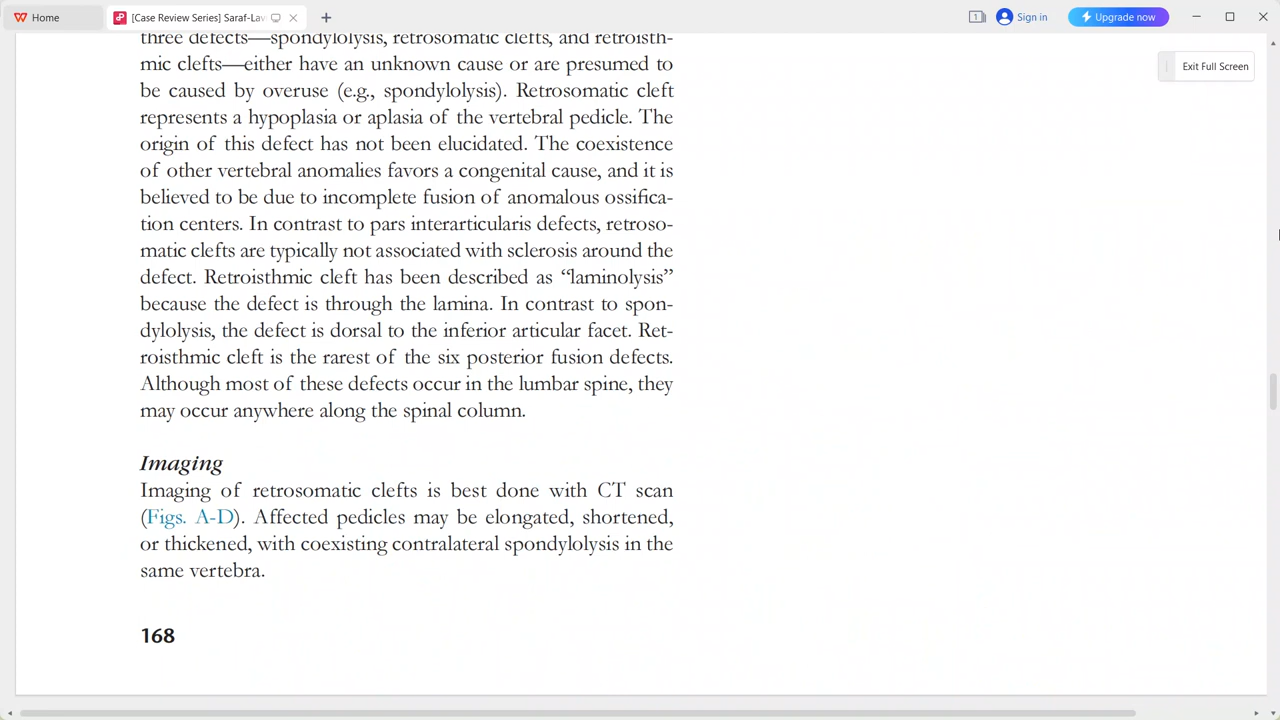 Home
[Case Review Series] Saraf-Lav
1
Sign in
Upgrade now
Exit Full Screen
three defects—spondylolysis, retrosomatic clefts, and retroisth-
mic clefts—either have an unknown cause or are presumed to
be caused by overuse (e.g., spondylolysis). Retrosomatic cleft
represents a hypoplasia or aplasia of the vertebral pedicle. The
origin of this defect has not been elucidated. The coexistence
of other vertebral anomalies favors a congenital cause, and it is
believed to be due to incomplete fusion of anomalous ossifica-
tion centers. In contrast to pars interarticularis defects, retroso-
matic clefts are typically not associated with sclerosis around the
defect. Retroisthmic cleft has been described as “laminolysis”
because the defect is through the lamina. In contrast to spon-
dylolysis, the defect is dorsal to the inferior articular facet. Ret-
roisthmic cleft is the rarest of the six posterior fusion defects.
Although most of these defects occur in the lumbar spine, they
may occur anywhere along the spinal column.
Imaging
Imaging of retrosomatic clefts is best done with CT scan
(Figs. A-D). Affected pedicles may be elongated, shortened,
or thickened, with coexisting contralateral spondylolysis in the
same vertebra.
168